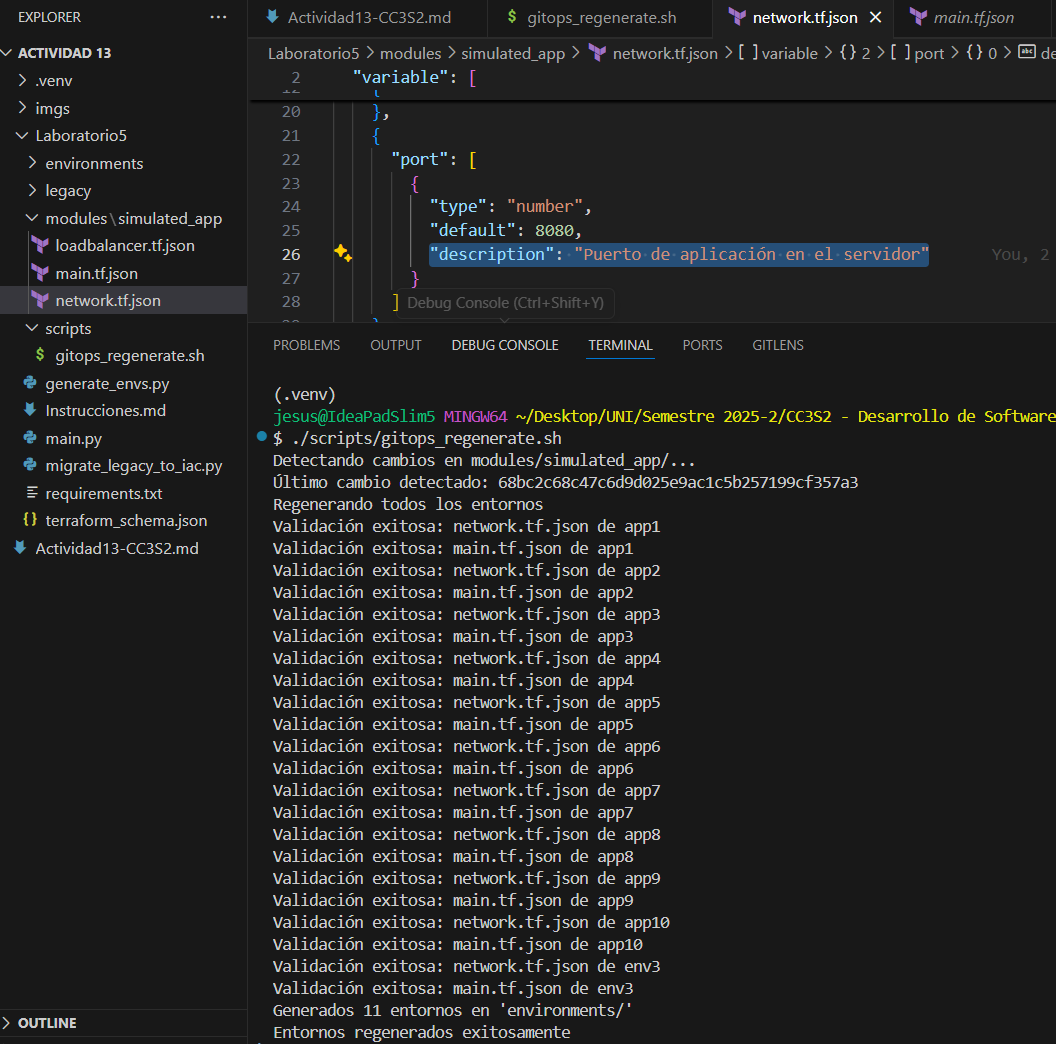 EXPLORER
ACTIVIDAD 13
.venv
imgs
Laboratorio5
environments
legacy
modules\simulated_app
loadbalancer.tf.json
main.tf.json
network.tf.json
scripts
$ gitops_regenerate.sh
generate_envs.py
Instrucciones.md
main.py
migrate_legacy_to_iac.py
requirements.txt
{} terraform_schema.json
Actividad13-CC3S2.md
OUTLINE
Actividad13-CC3S2.md $ gitops_regenerate.sh network.tf.json main.tf.json
Laboratorio5 > modules > simulated_app > network.tf.json > [ ] variable > {} 2 > [ ] port > {} 0 > abc de
2 "variable": [
12 {
20 },
21 {
22 "port": [
23 {
24 "type": "number",
25 "default": 8080,
26 "description": "Puerto de aplicación en el servidor" You, 2
27 }
28 ] Debug Console (Ctrl+Shift+Y)
PROBLEMS OUTPUT DEBUG CONSOLE TERMINAL PORTS GITLENS
(.venv)
jesus@IdeaPadSlim5 MINGW64 ~/Desktop/UNI/Semestre 2025-2/CC3S2 - Desarrollo de Software
$ ./scripts/gitops_regenerate.sh
Detectando cambios en modules/simulated_app/...
Último cambio detectado: 68bc2c68c47c6d9d025e9ac1c5b257199cf357a3
Regenerando todos los entornos
Validación exitosa: network.tf.json de app1
Validación exitosa: main.tf.json de app1
Validación exitosa: network.tf.json de app2
Validación exitosa: main.tf.json de app2
Validación exitosa: network.tf.json de app3
Validación exitosa: main.tf.json de app3
Validación exitosa: network.tf.json de app4
Validación exitosa: main.tf.json de app4
Validación exitosa: network.tf.json de app5
Validación exitosa: main.tf.json de app5
Validación exitosa: network.tf.json de app6
Validación exitosa: main.tf.json de app6
Validación exitosa: network.tf.json de app7
Validación exitosa: main.tf.json de app7
Validación exitosa: network.tf.json de app8
Validación exitosa: main.tf.json de app8
Validación exitosa: network.tf.json de app9
Validación exitosa: main.tf.json de app9
Validación exitosa: network.tf.json de app10
Validación exitosa: main.tf.json de app10
Validación exitosa: network.tf.json de env3
Validación exitosa: main.tf.json de env3
Generados 11 entornos en 'environments/'
Entornos regenerados exitosamente